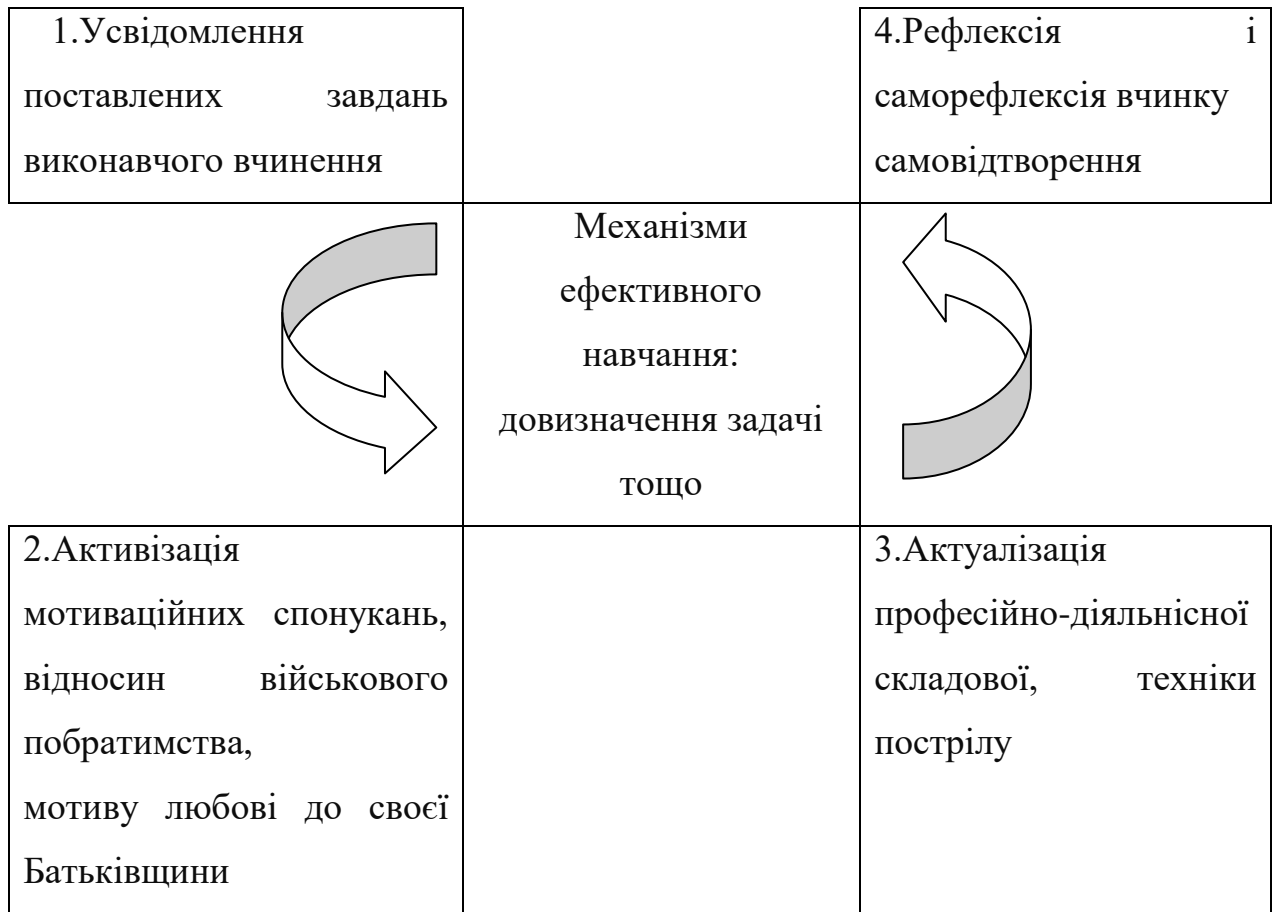 1.Усвідомлення
поставлених завдань
виконавчого вчинення
4.Рефлексія і
саморефлексія вчинку
самовідтворення
Механізми
ефективного
навчання:
довизначення задачі
тощо
2.Активізація
мотиваційних спонукань,
відносин військового
побратимства,
мотиву любові до своєї
Батьківщини
3.Актуалізація
професійно-діяльнісної
складової, техніки
пострілу